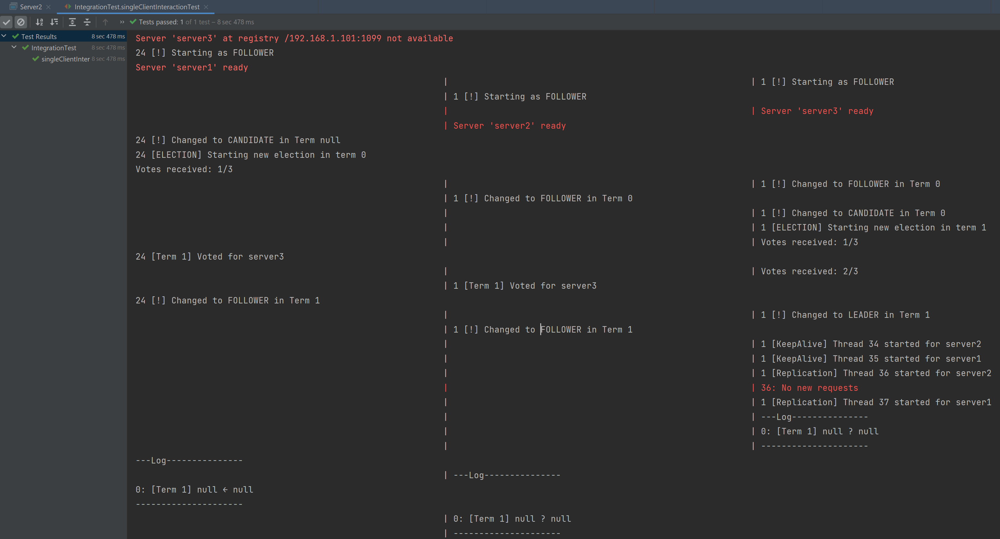 Server2
IntegrationTest.singleClientInteractionTest
Tests passed: 1 of 1 test – 8 sec 478 ms
Test Results 8 sec 478 ms
IntegrationTest 8 sec 478 ms
singleClientInter 8 sec 478 ms
Server 'server3' at registry /192.168.1.101:1099 not available
24 [!] Starting as FOLLOWER
Server 'server1' ready
| | 1 [!] Starting as FOLLOWER
| 1 [!] Starting as FOLLOWER
| | Server 'server3' ready
| Server 'server2' ready
24 [!] Changed to CANDIDATE in Term null
24 [ELECTION] Starting new election in term 0
Votes received: 1/3
| | 1 [!] Changed to FOLLOWER in Term 0
| 1 [!] Changed to FOLLOWER in Term 0
| | 1 [!] Changed to CANDIDATE in Term 0
| | 1 [ELECTION] Starting new election in term 1
| | Votes received: 1/3
24 [Term 1] Voted for server3
| | Votes received: 2/3
| 1 [Term 1] Voted for server3
24 [!] Changed to FOLLOWER in Term 1
| | 1 [!] Changed to LEADER in Term 1
| 1 [!] Changed to FOLLOWER in Term 1
| | 1 [KeepAlive] Thread 34 started for server2
| | 1 [KeepAlive] Thread 35 started for server1
| | 1 [Replication] Thread 36 started for server2
| | 36: No new requests
| | 1 [Replication] Thread 37 started for server1
| | ---Log---------------
| | 0: [Term 1] null ? null
| | ---------------------
---Log---------------
| ---Log---------------
0: [Term 1] null ← null
---------------------
| 0: [Term 1] null ? null
| ---------------------